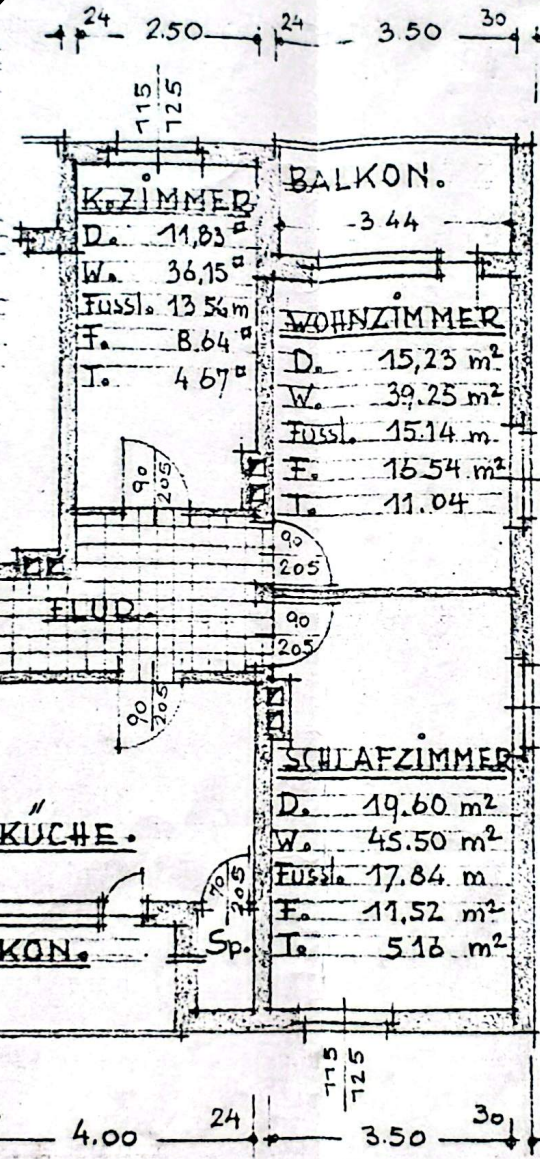 24 2.50 24 3.50 30
115
125
K.ZIMMER
D. 11,83 ¤
W. 36,15 ¤
Fussl. 13 54 m
F. 8.64 ¤
T. 4 67 ¤
BALKON.
3.44
WOHNZIMMER
D. 15,23 m²
W. 39.25 m²
Fussl. 15.14 m
F. 16.54 m²
T. 11.04
90
205
90
205
FLUR.
90
205
90
205
SCHLAFZIMMER
D. 19.60 m²
W. 45.50 m²
Fussl. 17.84 m
F. 11,52 m²
T. 5.16 m²
KÜCHE.
70
205
Sp.
KON.
115
125
4.00 24 3.50 30